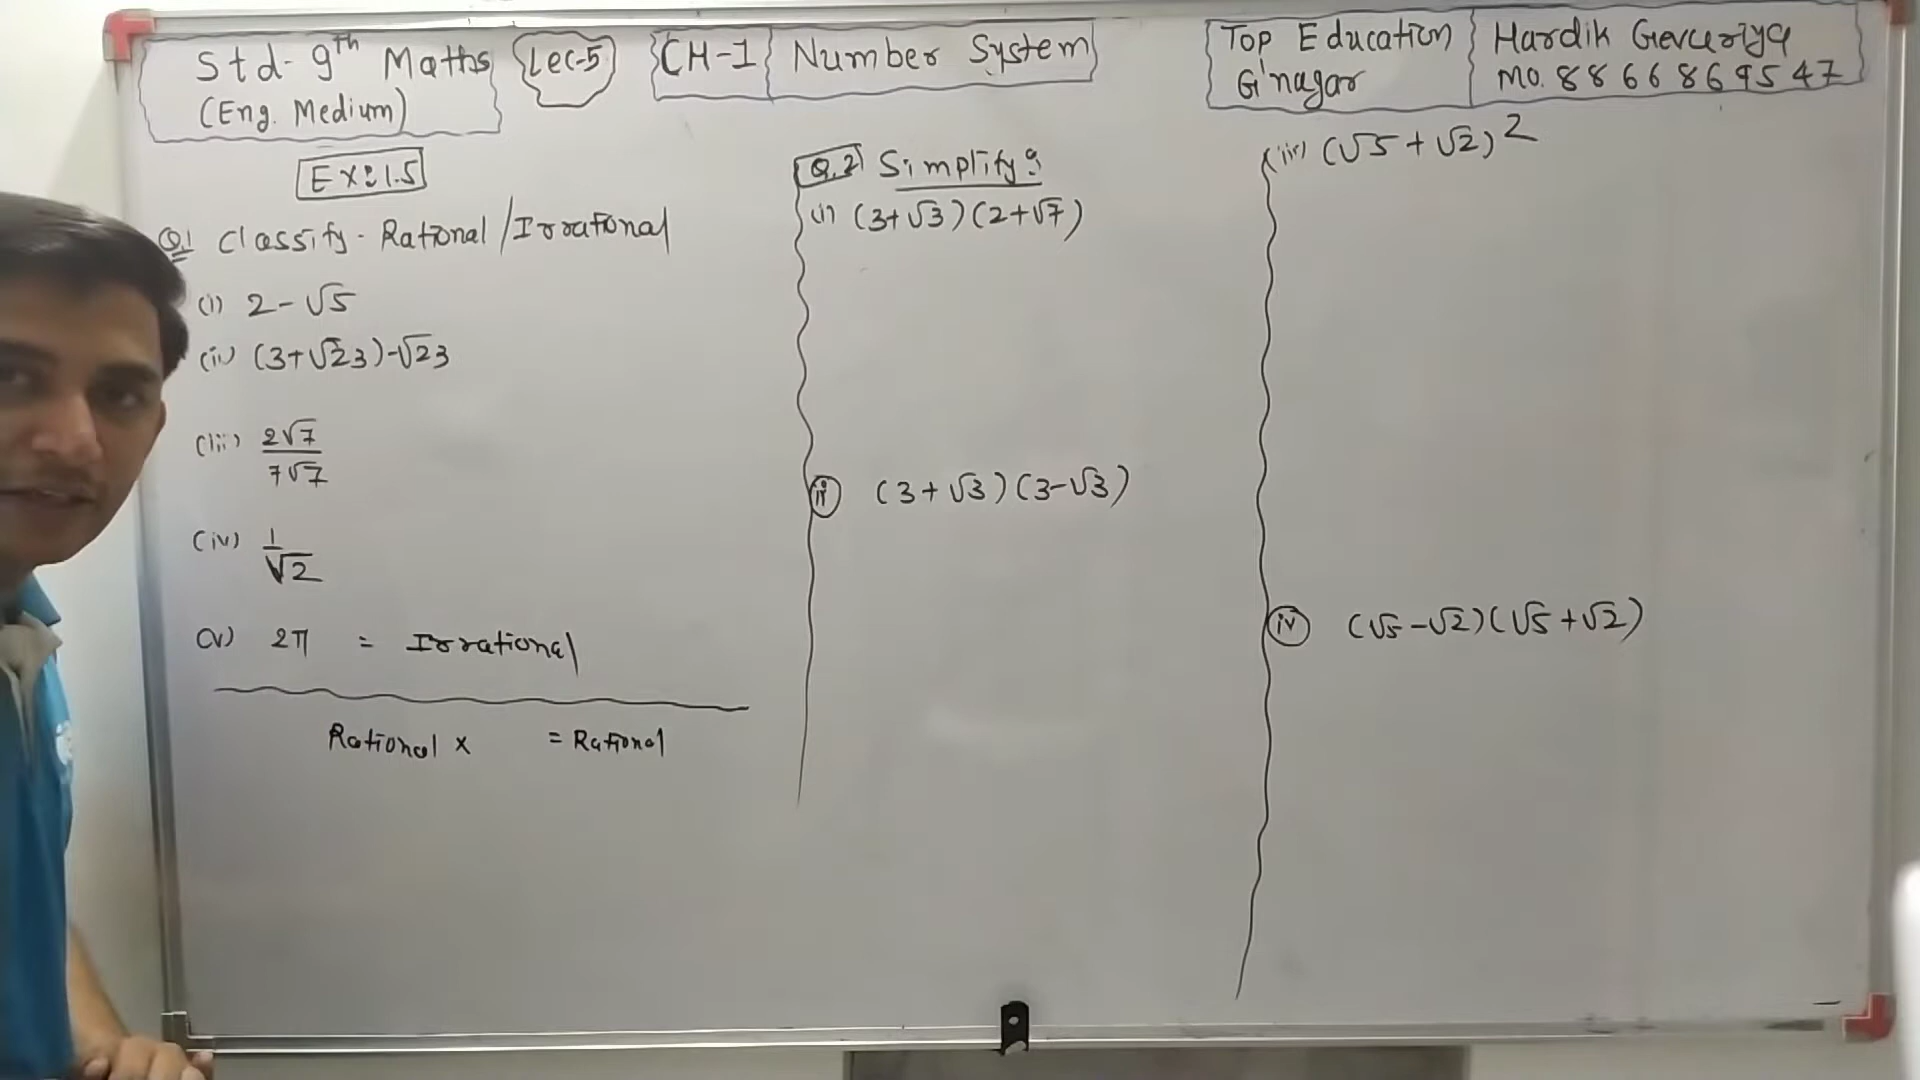 Std- 9th Maths
(Eng. Medium)
Lec-5
CH-1 Number System
Top Education
G'nagar
Hardik Gevariya
Mo. 8866869547
Ex: 1.5
Q.1 Classify - Rational / Irrational
(i) 2-√5
(ii) (3+√23)-√23
(iii) 2√7/7√7
(iv) 1/√2
(v) 2π = Irrational
Rational x = Rational
Q.2 Simplify:
(i) (3+√3)(2+√7)
ii (3+√3)(3-√3)
(iii) (√5+√2)²
iv (√5-√2)(√5+√2)